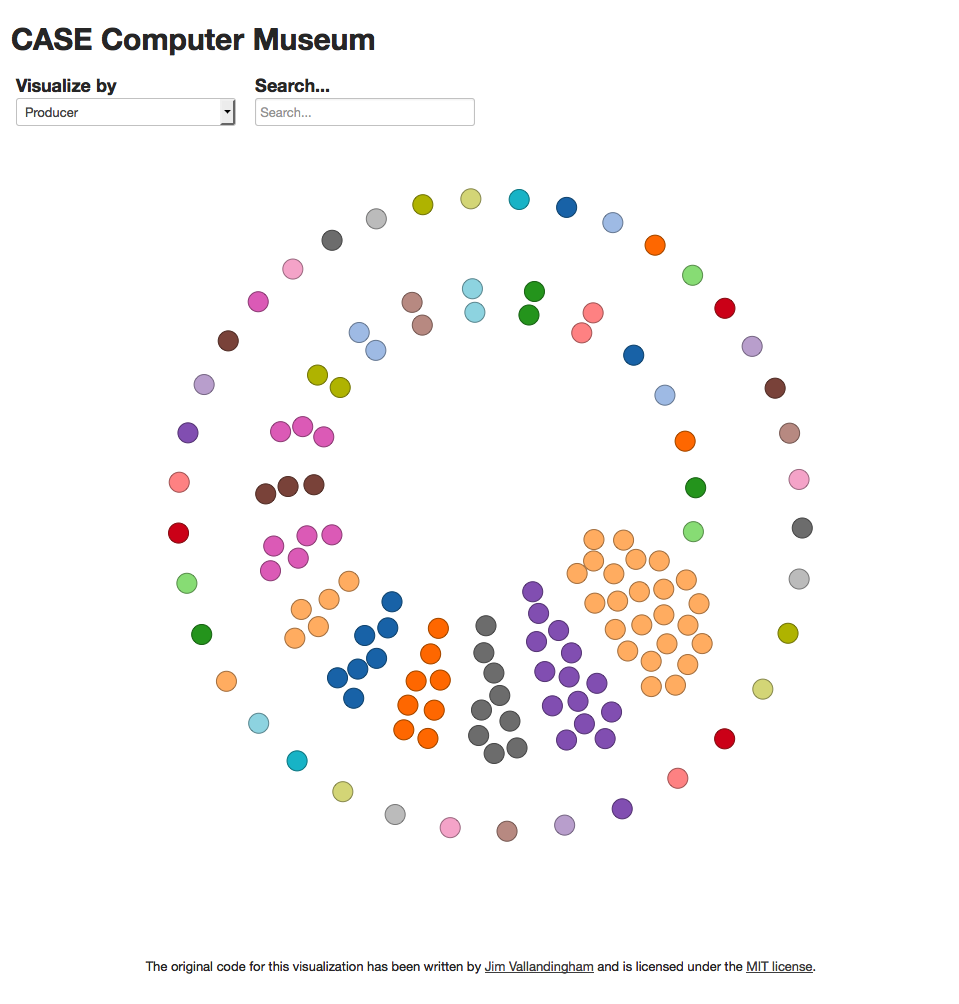 CASE Computer Museum
Visualize by Search...
Producer Search...
The original code for this visualization has been written by Jim Vallandingham and is licensed under the MIT license.